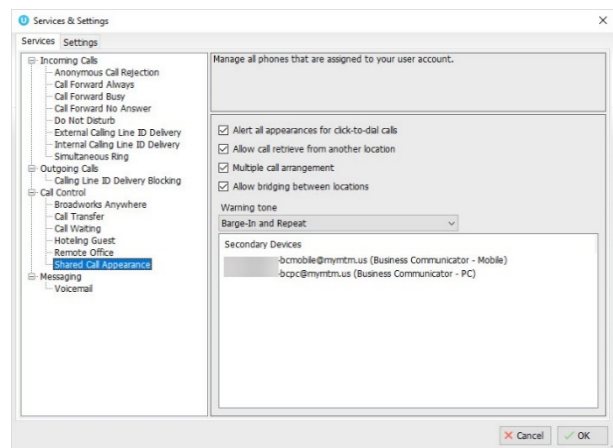 Services & Settings
Services Settings
Incoming Calls
Anonymous Call Rejection
Call Forward Always
Call Forward Busy
Call Forward No Answer
Do Not Disturb
External Calling Line ID Delivery
Internal Calling Line ID Delivery
Simultaneous Ring
Outgoing Calls
Calling Line ID Delivery Blocking
Call Control
Broadworks Anywhere
Call Transfer
Call Waiting
Hoteling Guest
Remote Office
Shared Call Appearance
Messaging
Voicemail
Manage all phones that are assigned to your user account.
Alert all appearances for click-to-dial calls
Allow call retrieve from another location
Multiple call arrangement
Allow bridging between locations
Warning tone
Barge-In and Repeat
Secondary Devices
-bcmobile@mymtm.us (Business Communicator - Mobile)
-bcpc@mymtm.us (Business Communicator - PC)
Cancel
OK